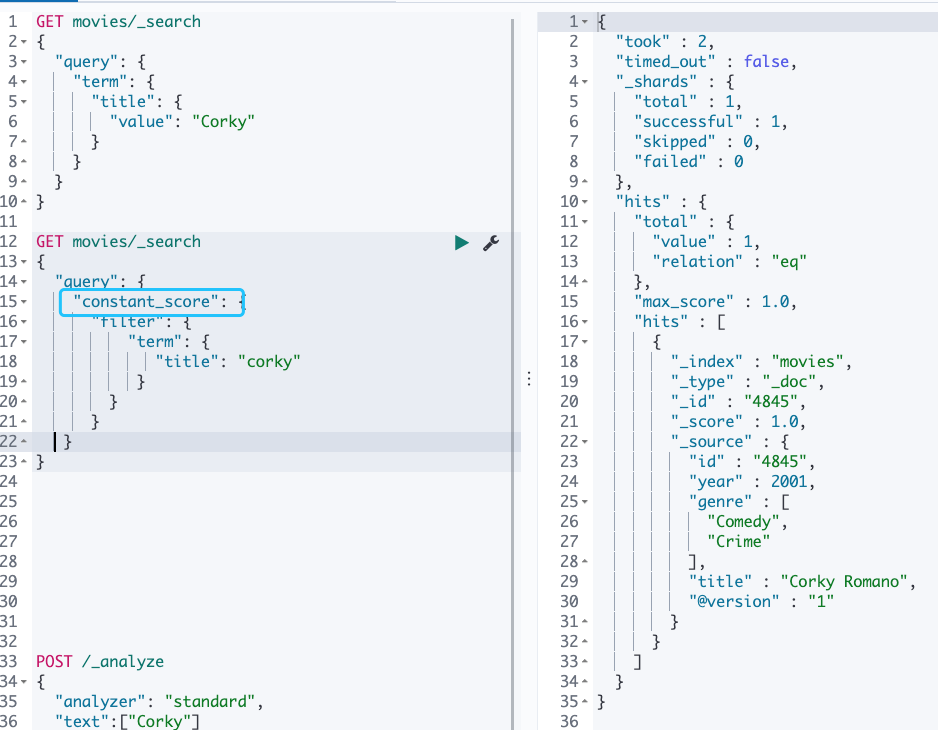 1 GET movies/_search
2 {
3 "query": {
4 "term": {
5 "title": {
6 "value": "Corky"
7 }
8 }
9 }
10 }
11
12 GET movies/_search
13 {
14 "query": {
15 "constant_score": {
16 "filter": {
17 "term": {
18 "title": "corky"
19 }
20 }
21 }
22 }
23 }
24
25
26
27
28
29
30
31
32
33 POST /_analyze
34 {
35 "analyzer": "standard",
36 "text":["Corky"]
1 {
2 "took" : 2,
3 "timed_out" : false,
4 "_shards" : {
5 "total" : 1,
6 "successful" : 1,
7 "skipped" : 0,
8 "failed" : 0
9 },
10 "hits" : {
11 "total" : {
12 "value" : 1,
13 "relation" : "eq"
14 },
15 "max_score" : 1.0,
16 "hits" : [
17 {
18 "_index" : "movies",
19 "_type" : "_doc",
20 "_id" : "4845",
21 "_score" : 1.0,
22 "_source" : {
23 "id" : "4845",
24 "year" : 2001,
25 "genre" : [
26 "Comedy",
27 "Crime"
28 ],
29 "title" : "Corky Romano",
30 "@version" : "1"
31 }
32 }
33 ]
34 }
35 }
36